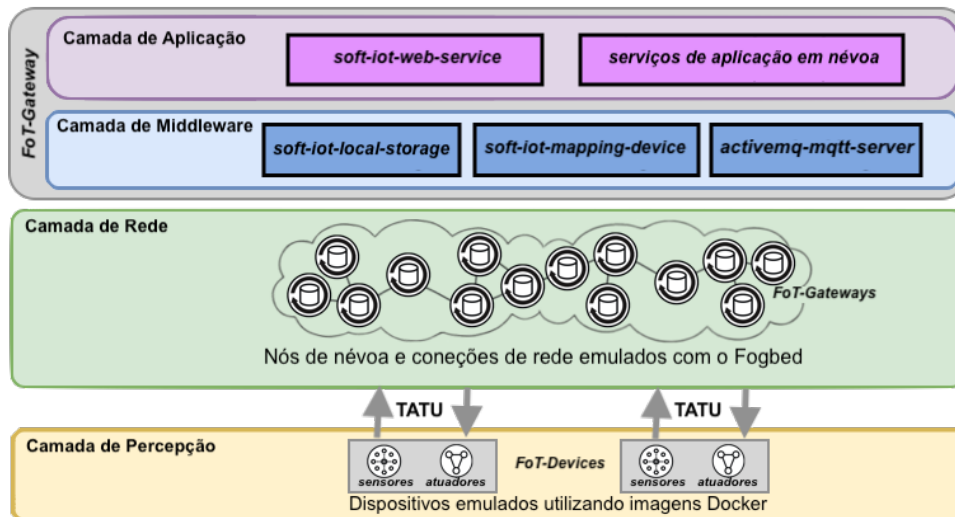 FoT-Gateway
Camada de Aplicação
soft-iot-web-service
serviços de aplicação em névoa
Camada de Middleware
soft-iot-local-storage
soft-iot-mapping-device
activemq-mqtt-server
Camada de Rede
FoT-Gateways
Nós de névoa e coneções de rede emulados com o Fogbed
TATU
TATU
Camada de Percepção
sensores
atuadores
FoT-Devices
sensores
atuadores
Dispositivos emulados utilizando imagens Docker